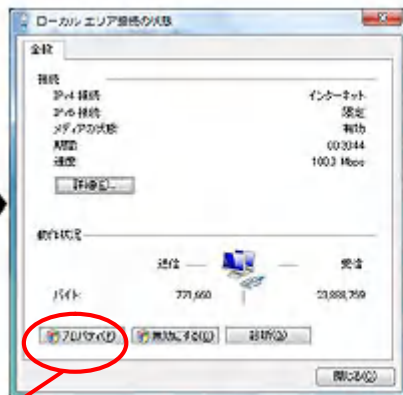 ローカル エリア接続の状態
全般
接続
IPv4 接続 インターネット
IPv6 接続 限定
メディアの状態 有効
期間 00:20:44
速度 100.0 Mbps
詳細(E)...
動作状況
送信 — — 受信
バイト: 771,660
プロパティ(P) 無効にする(D) 診断(G)
閉じる(C)